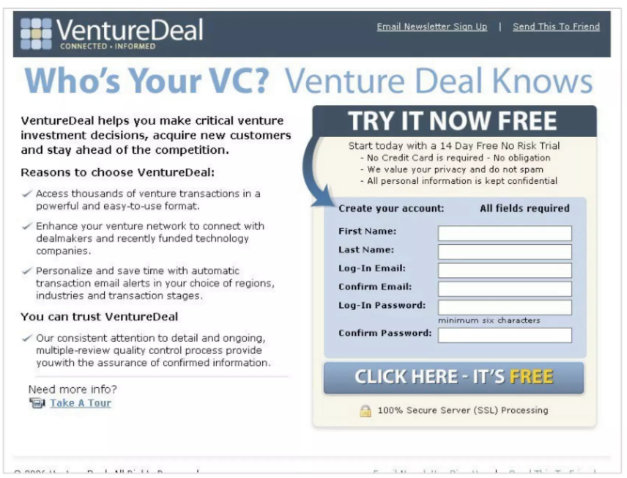 VentureDeal
CONNECTED • INFORMED
Email Newsletter Sign Up | Send This To Friend
Who's Your VC? Venture Deal Knows
VentureDeal helps you make critical venture
investment decisions, acquire new customers
and stay ahead of the competition.
Reasons to choose VentureDeal:
Access thousands of venture transactions in a
powerful and easy-to-use format.
Enhance your venture network to connect with
dealmakers and recently funded technology
companies.
Personalize and save time with automatic
transaction email alerts in your choice of regions,
industries and transaction stages.
You can trust VentureDeal
Our consistent attention to detail and ongoing,
multiple-review quality control process provide
youwith the assurance of confirmed information.
Need more info?
Take A Tour
TRY IT NOW FREE
Start today with a 14 Day Free No Risk Trial
- No Credit Card is required - No obligation
- We value your privacy and do not spam
- All personal information is kept confidential
Create your account: All fields required
First Name:
Last Name:
Log-In Email:
Confirm Email:
Log-In Password:
minimum six characters
Confirm Password:
CLICK HERE - IT'S FREE
100% Secure Server (SSL) Processing